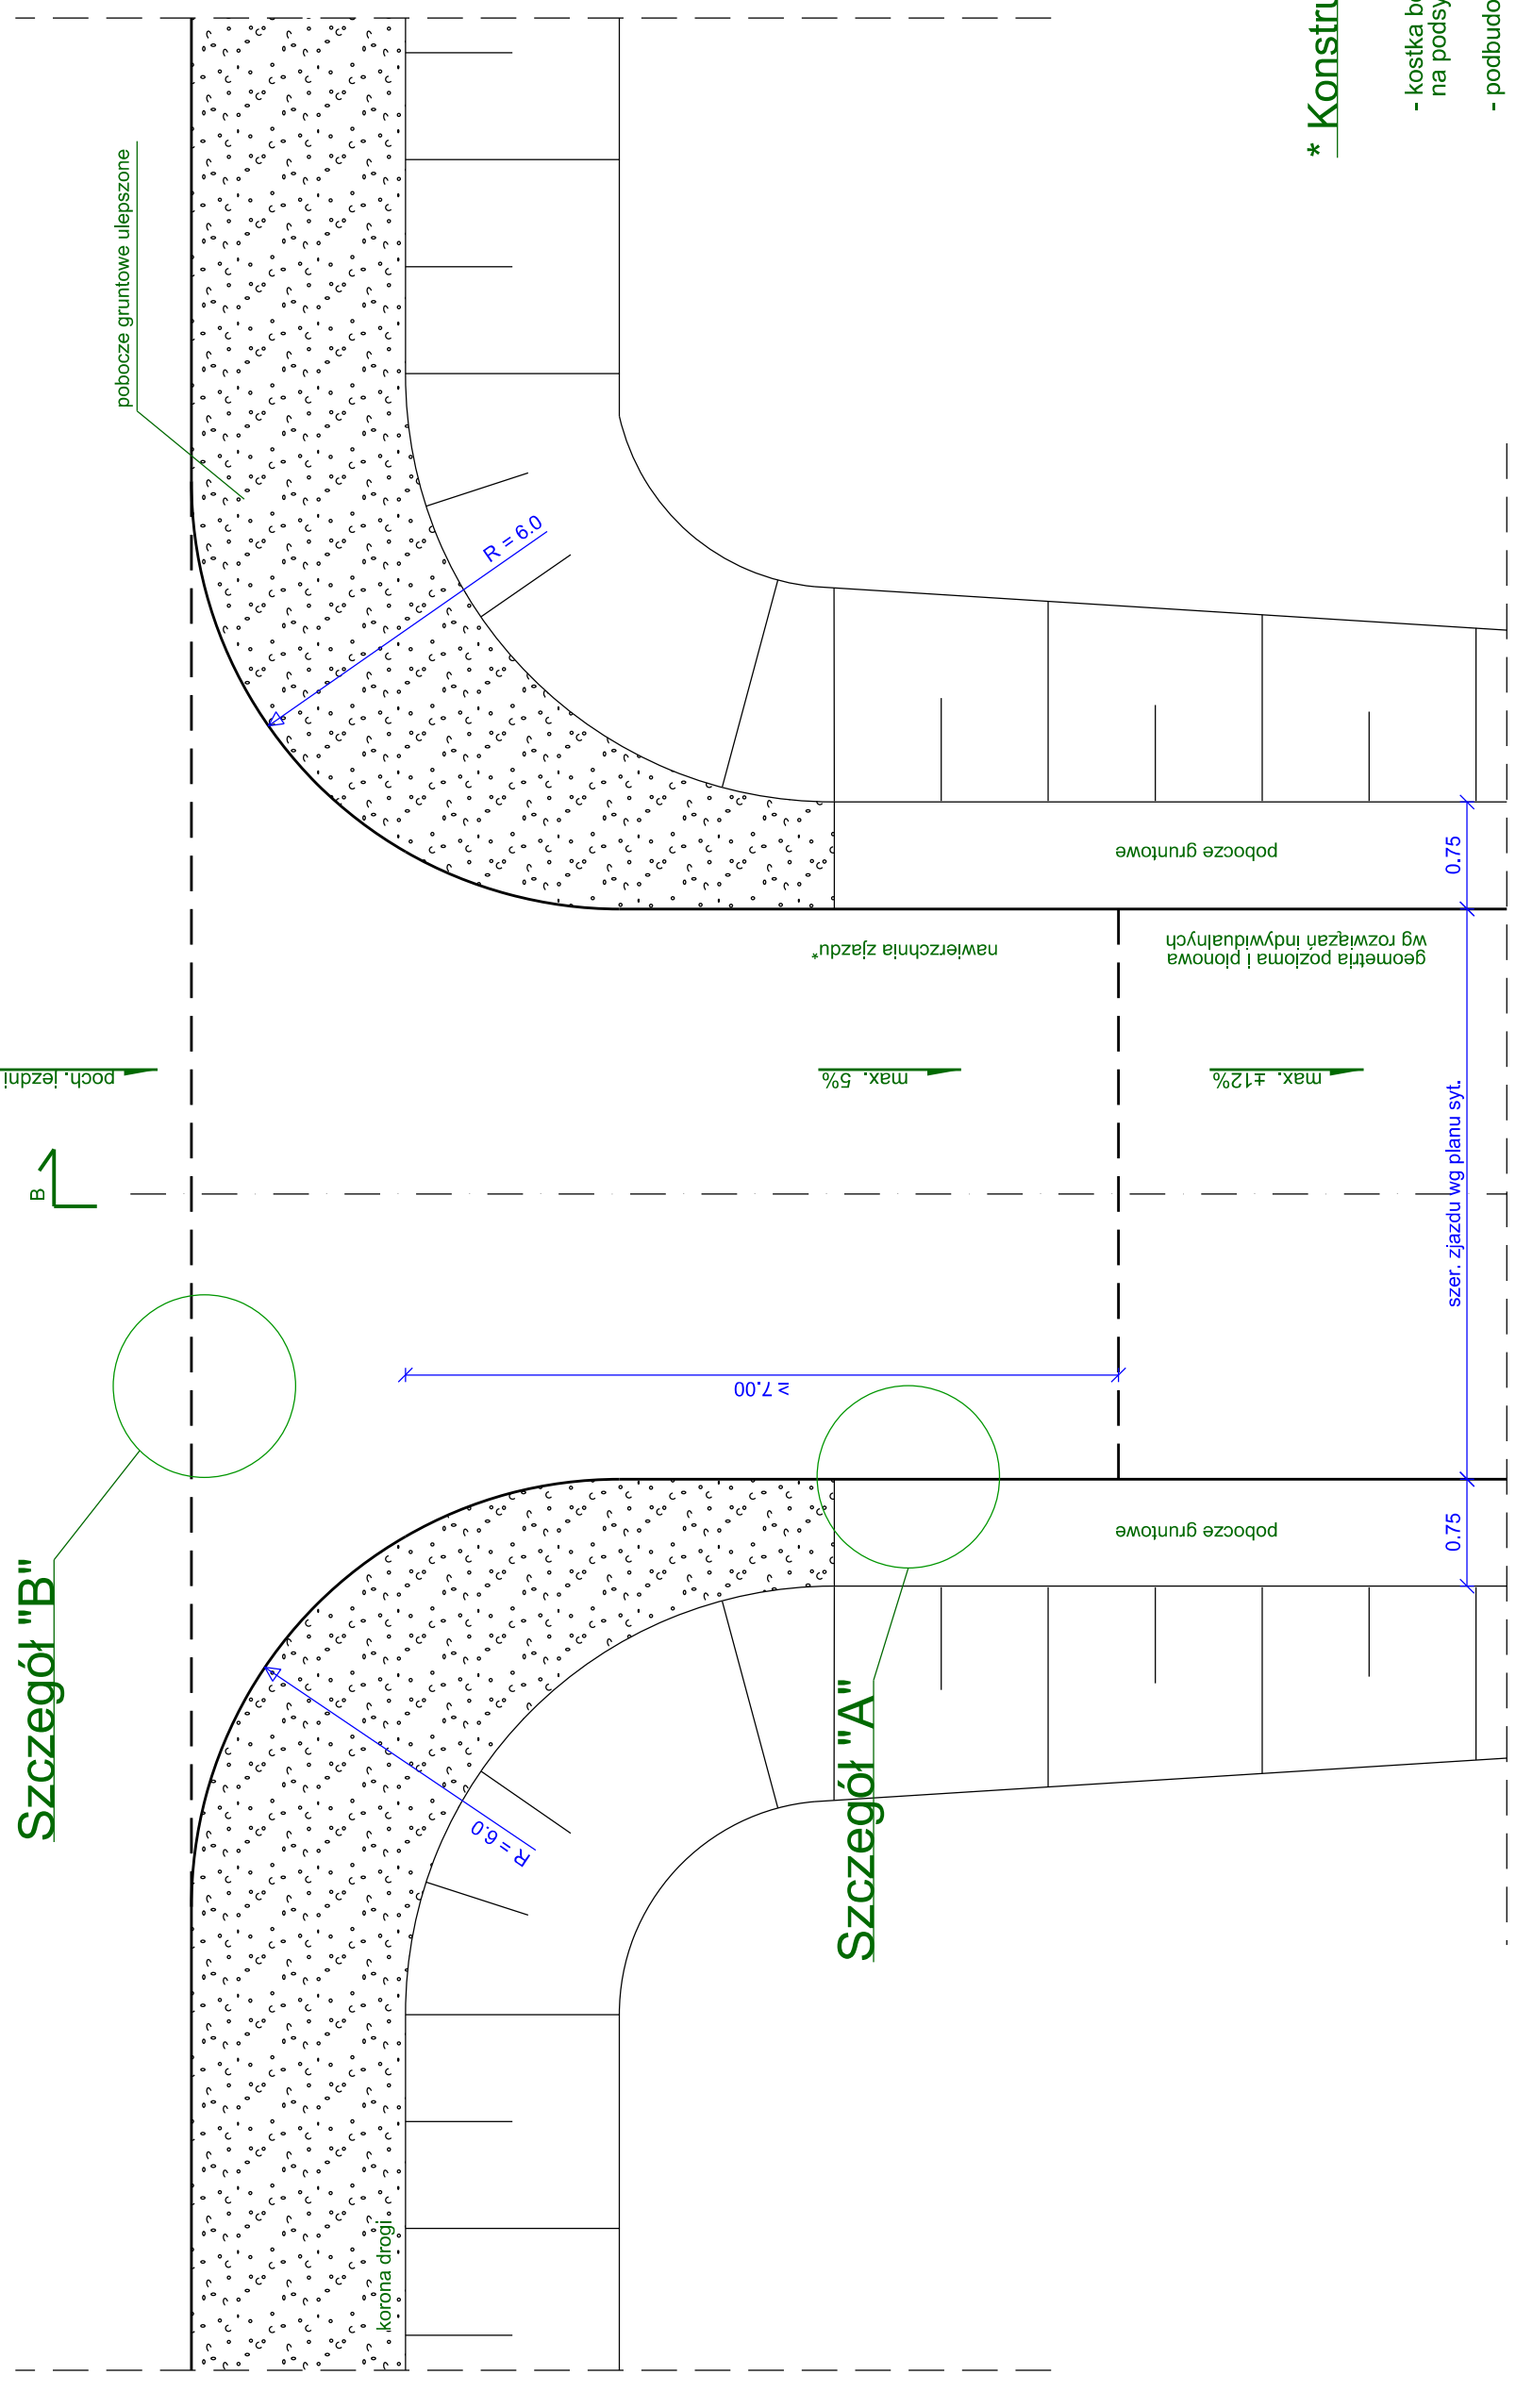 pobocze gruntowe ulepszone
R = 6.0
* Konstru
- kostka be
na podsy
- podbudo
pobocze gruntowe
0.75
nawierzchnia zjazdu*
geometria pozioma i pionowa
wg rozwiązań indywidualnych
poch. jezdni
max. 5%
max. ±12%
B
szer. zjazdu wg planu syt.
≥ 7.00
Szczegół "B"
pobocze gruntowe
0.75
R = 6.0
Szczegół "A"
korona drogi